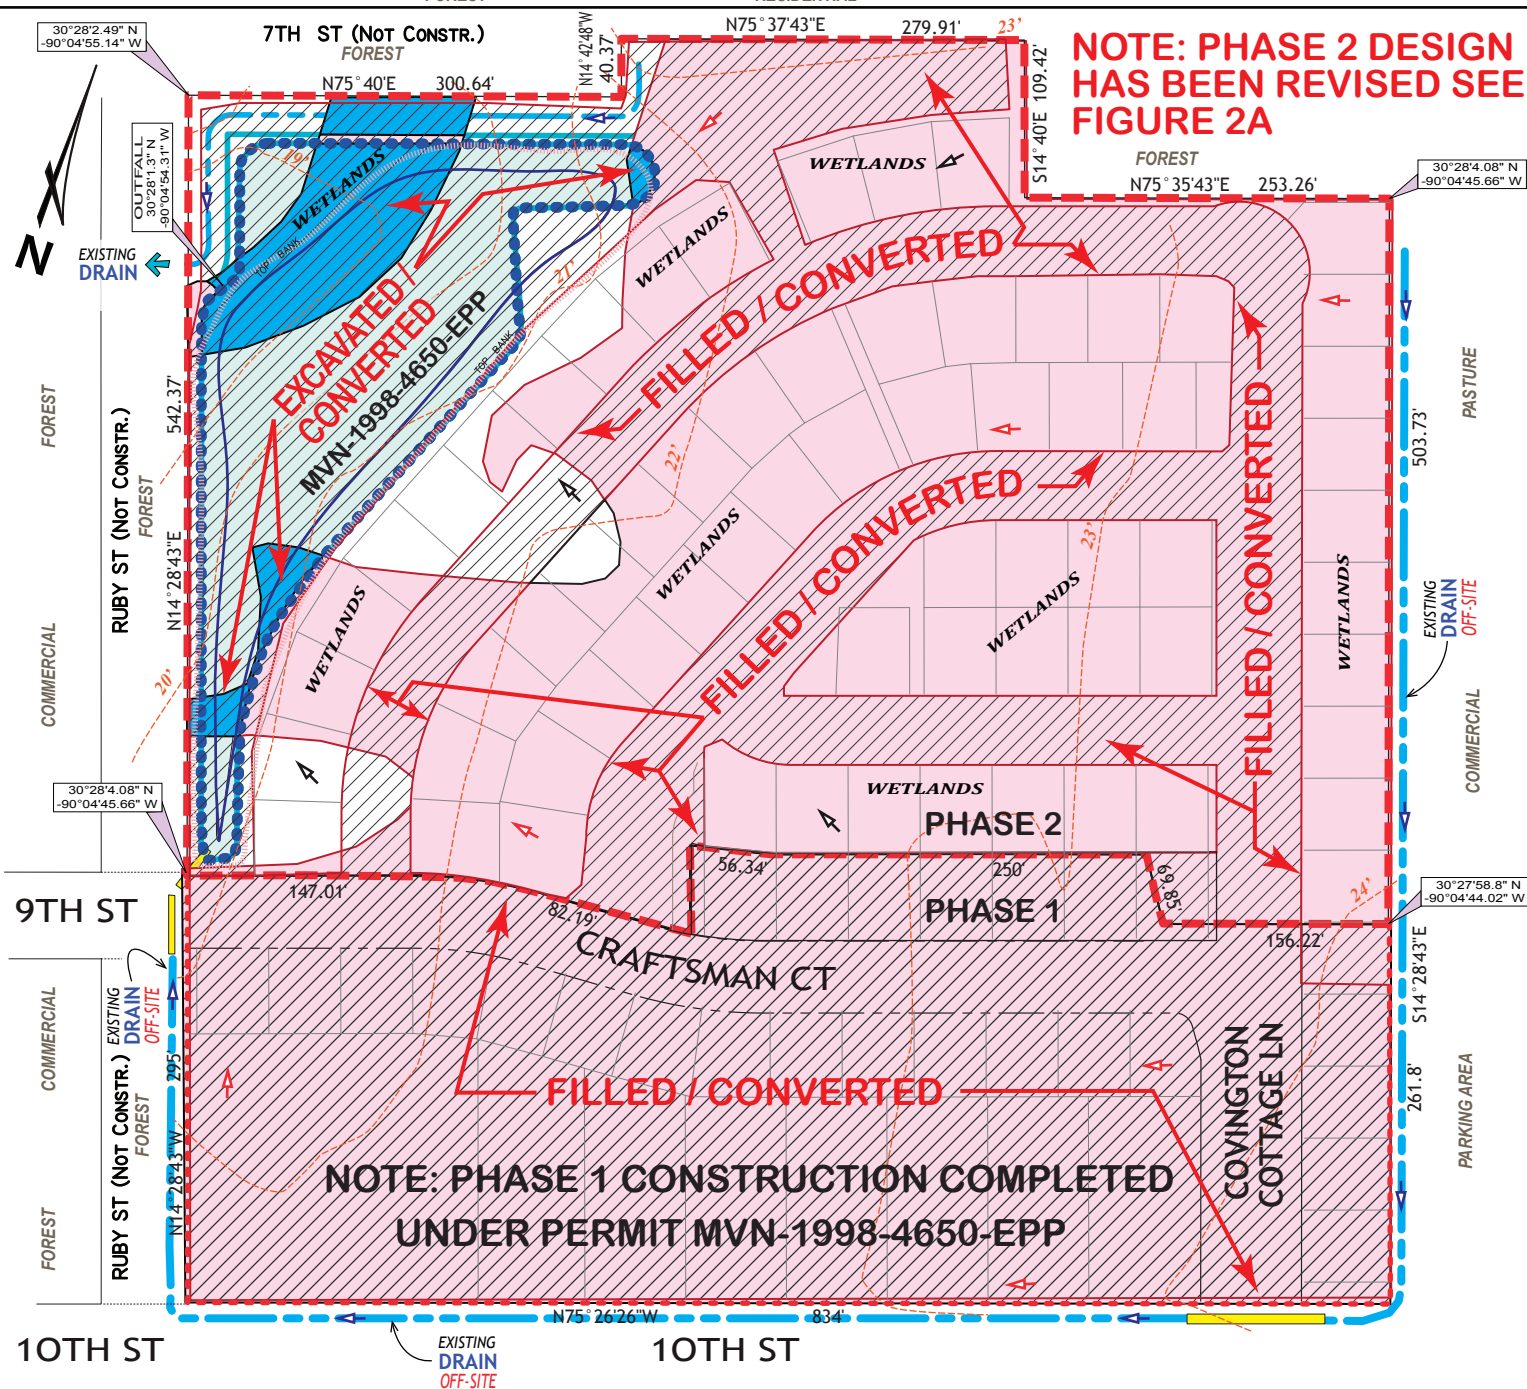 30°28'2.49" N
-90°04'55.14" W
7TH ST (NOT CONSTR.)
FOREST
N75°40'E 300.64'
N14°42'48"W
40.37
N75°37'43"E 279.91' 23'
S14°40'E 109.42'
NOTE: PHASE 2 DESIGN
HAS BEEN REVISED SEE
FIGURE 2A
FOREST
N75°35'43"E 253.26'
30°28'4.08" N
-90°04'45.66" W
OUTFALL
30°28'1.3" N
-90°04'54.31" W
N
EXISTING
DRAIN
19'
WETLANDS
TOP BANK
EXCAVATED /
CONVERTED
MVN-1998-4650-EPP
21'
TOP BANK
WETLANDS
WETLANDS
FILLED / CONVERTED
22'
WETLANDS
FILLED / CONVERTED
23'
WETLANDS
FILLED / CONVERTED
WETLANDS
PASTURE
503.73'
EXISTING
DRAIN
OFF-SITE
COMMERCIAL
FOREST
542.37'
RUBY ST (NOT CONSTR.)
FOREST
N14°28'43"E
COMMERCIAL
20'
WETLANDS
30°28'4.08" N
-90°04'45.66" W
WETLANDS
PHASE 2
56.34'
250'
69.85'
PHASE 1
24'
30°27'58.8" N
-90°04'44.02" W
147.01'
82.19'
156.22'
9TH ST
CRAFTSMAN CT
S14°28'43"E
261.8'
EXISTING
DRAIN
OFF-SITE
COMMERCIAL
295'
RUBY ST (NOT CONSTR.)
FOREST
N14°28'43"W
FOREST
FILLED / CONVERTED
COVINGTON
COTTAGE LN
PARKING AREA
NOTE: PHASE 1 CONSTRUCTION COMPLETED
UNDER PERMIT MVN-1998-4650-EPP
N75°26'26"W 834'
10TH ST
EXISTING
DRAIN
OFF-SITE
10TH ST